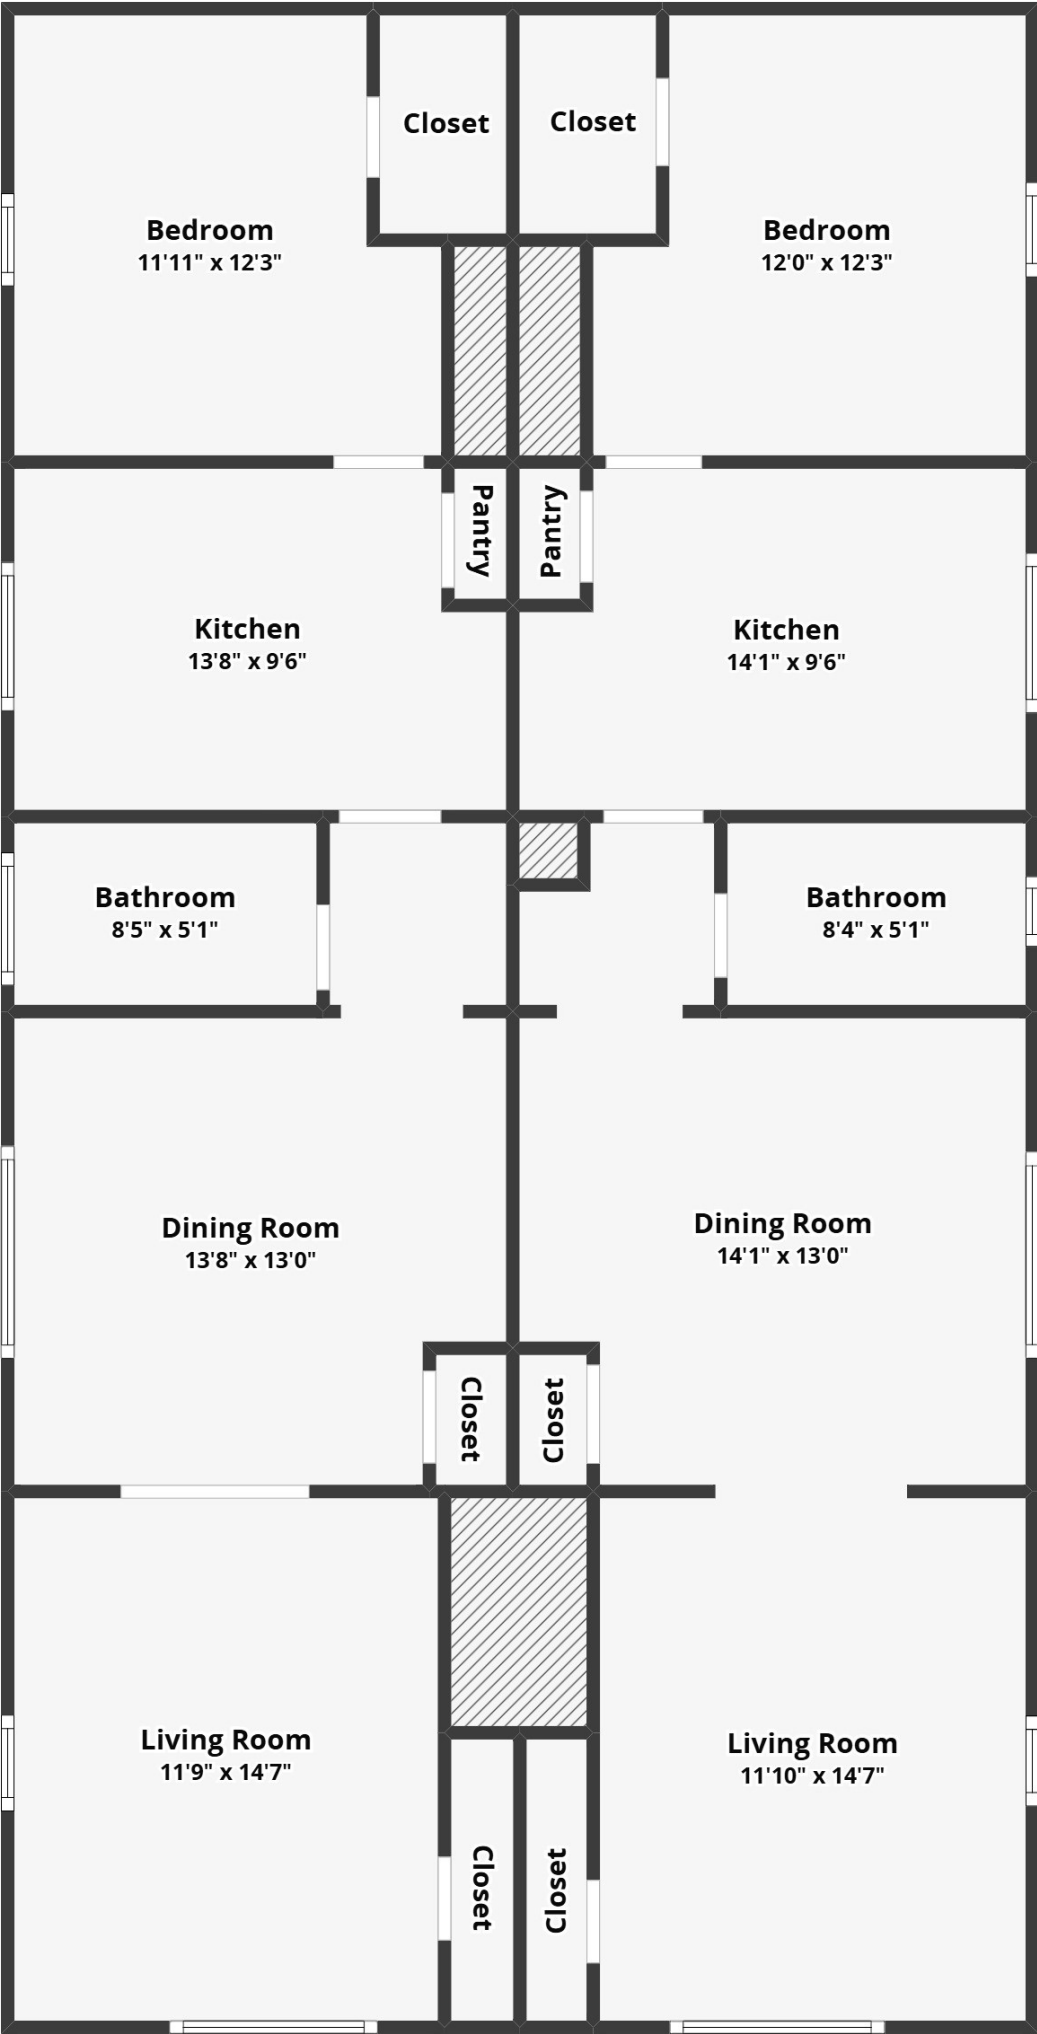 Closet
Closet
Bedroom
11'11" x 12'3"
Bedroom
12'0" x 12'3"
Pantry
Pantry
Kitchen
13'8" x 9'6"
Kitchen
14'1" x 9'6"
Bathroom
8'5" x 5'1"
Bathroom
8'4" x 5'1"
Dining Room
13'8" x 13'0"
Dining Room
14'1" x 13'0"
Closet
Closet
Living Room
11'9" x 14'7"
Living Room
11'10" x 14'7"
Closet
Closet